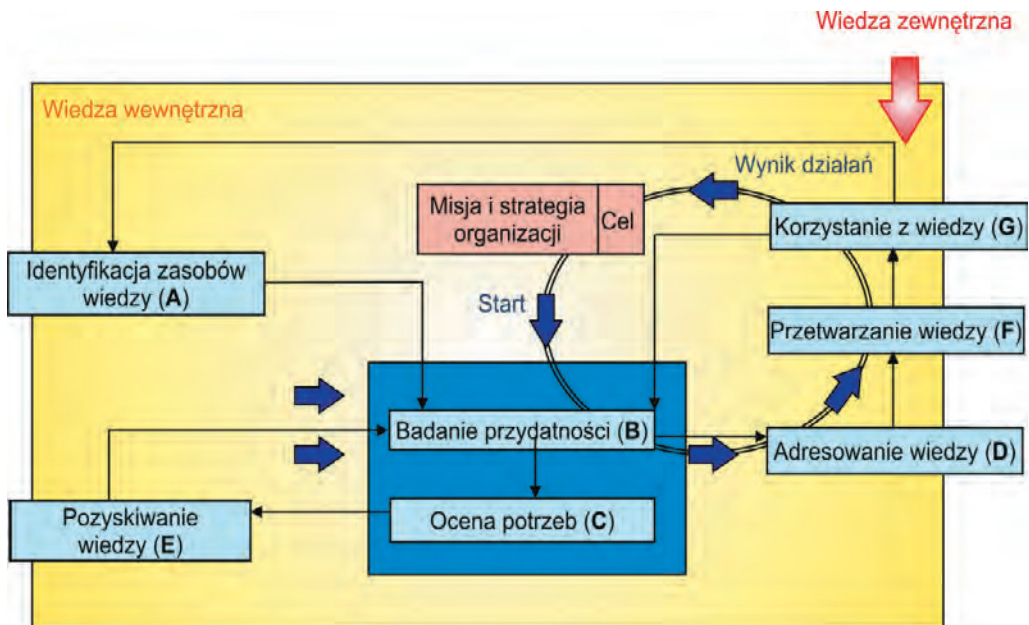 Wiedza zewnętrzna
Wiedza wewnętrzna
Wynik działań
Misja i strategia
organizacji
Cel
Korzystanie z wiedzy (G)
Identyfikacja zasobów
wiedzy (A)
Start
Przetwarzanie wiedzy (F)
Badanie przydatności (B)
Adresowanie wiedzy (D)
Pozyskiwanie
wiedzy (E)
Ocena potrzeb (C)